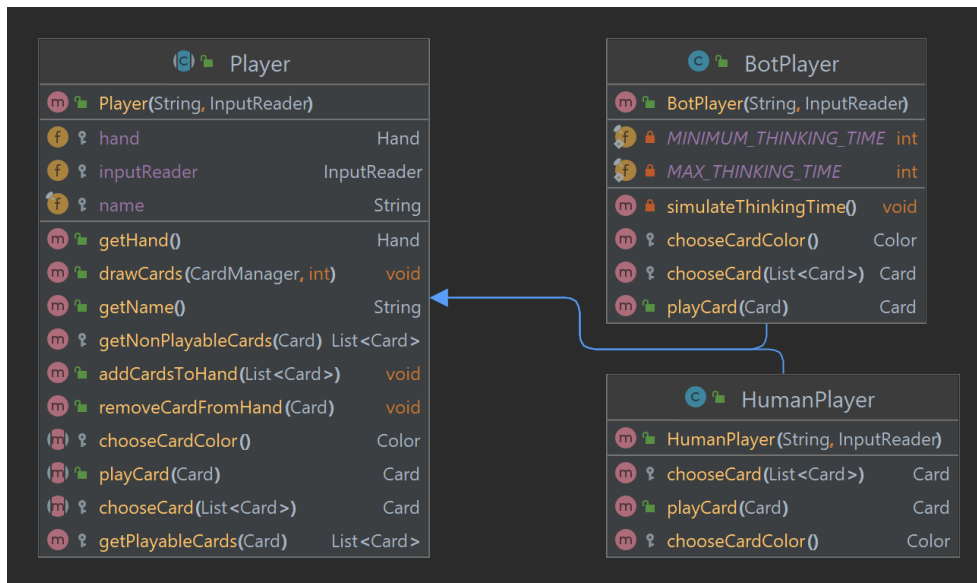 Player
Player(String, InputReader)
hand Hand
inputReader InputReader
name String
getHand() Hand
drawCards(CardManager, int) void
getName() String
getNonPlayableCards(Card) List<Card>
addCardsToHand(List<Card>) void
removeCardFromHand(Card) void
chooseCardColor() Color
playCard(Card) Card
chooseCard(List<Card>) Card
getPlayableCards(Card) List<Card>
BotPlayer
BotPlayer(String, InputReader)
MINIMUM_THINKING_TIME int
MAX_THINKING_TIME int
simulateThinkingTime() void
chooseCardColor() Color
chooseCard(List<Card>) Card
playCard(Card) Card
HumanPlayer
HumanPlayer(String, InputReader)
chooseCard(List<Card>) Card
playCard(Card) Card
chooseCardColor() Color